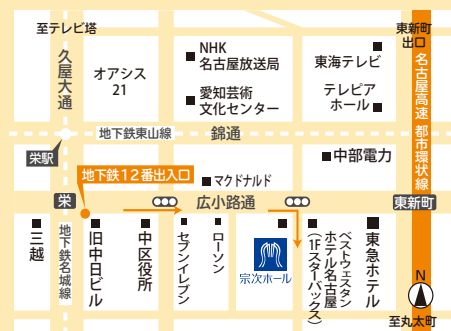 至テレビ塔
久屋大通
オアシス
21
NHK
名古屋放送局
愛知芸術
文化センター
東海テレビ
テレピア
ホール
東新町
出口
名古屋高速 都市環状線
地下鉄東山線
錦通
栄駅
地下鉄12番出入口
中部電力
マクドナルド
栄
広小路通
東新町
三越
地下鉄名城線
旧中日ビル
中区役所
セブンイレブン
ローソン
宗次ホール
ベストウェスタン
ホテル名古屋
(1Fスターバックス)
東急ホテル
N
至丸太町